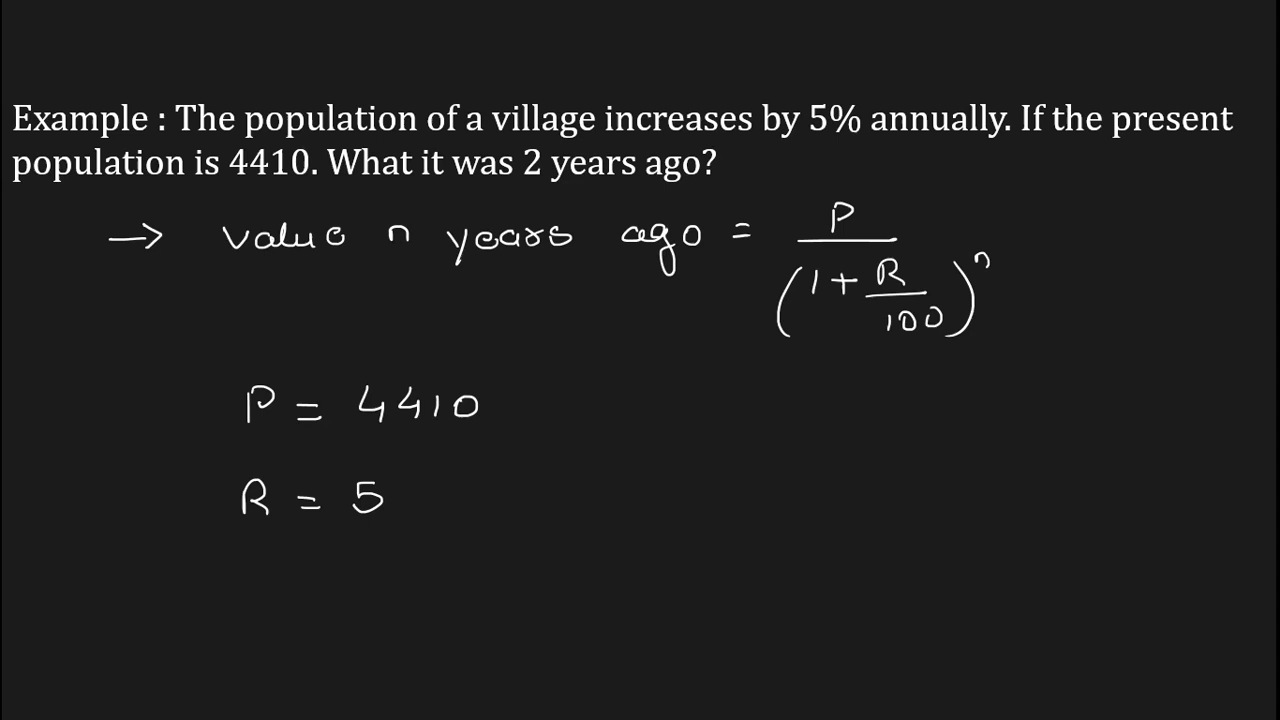 Example : The population of a village increases by 5% annually. If the present
population is 4410. What it was 2 years ago?
→ value n years ago = P / (1 + R/100)^n
P = 4410
R = 5